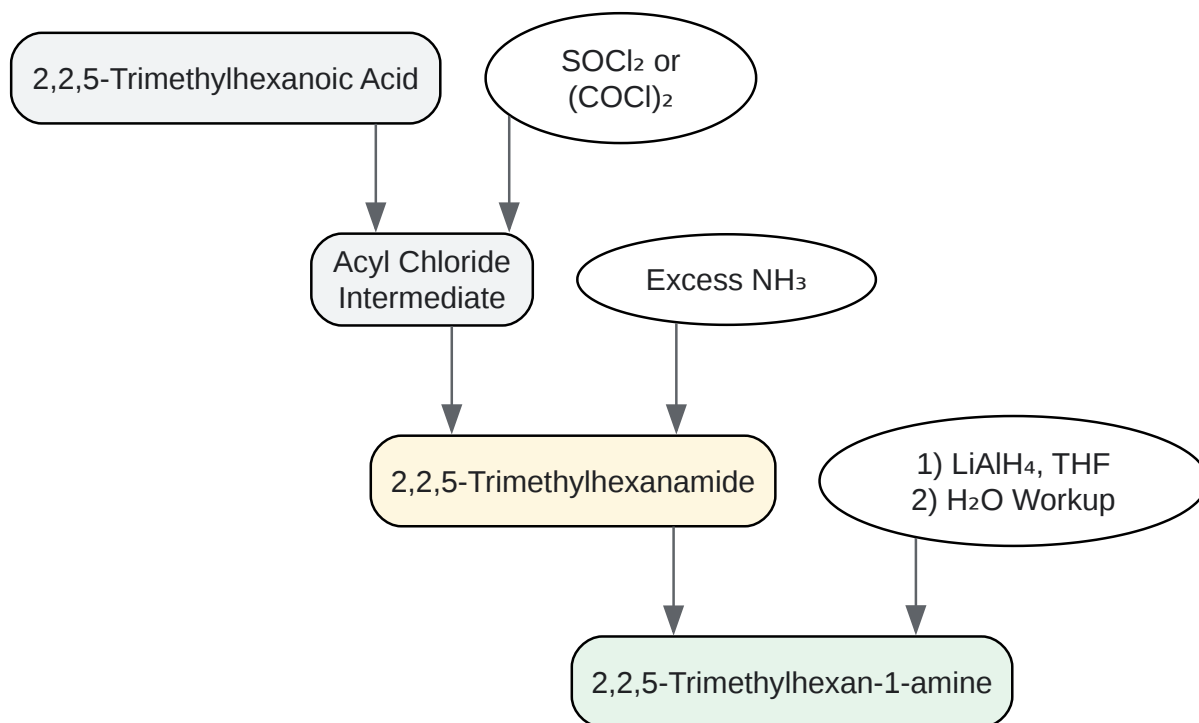 2,2,5-Trimethylhexanoic Acid
SOCl₂ or
(COCl)₂
Acyl Chloride
Intermediate
Excess NH₃
2,2,5-Trimethylhexanamide
1) LiAlH₄, THF
2) H₂O Workup
2,2,5-Trimethylhexan-1-amine